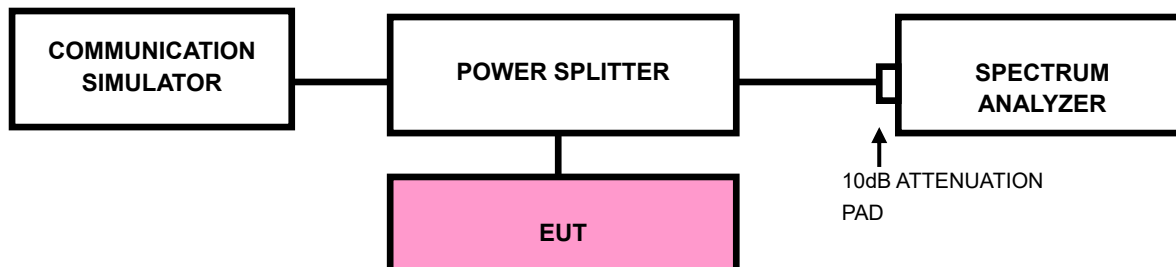 COMMUNICATION
SIMULATOR
POWER SPLITTER
SPECTRUM
ANALYZER
10dB ATTENUATION
PAD
EUT